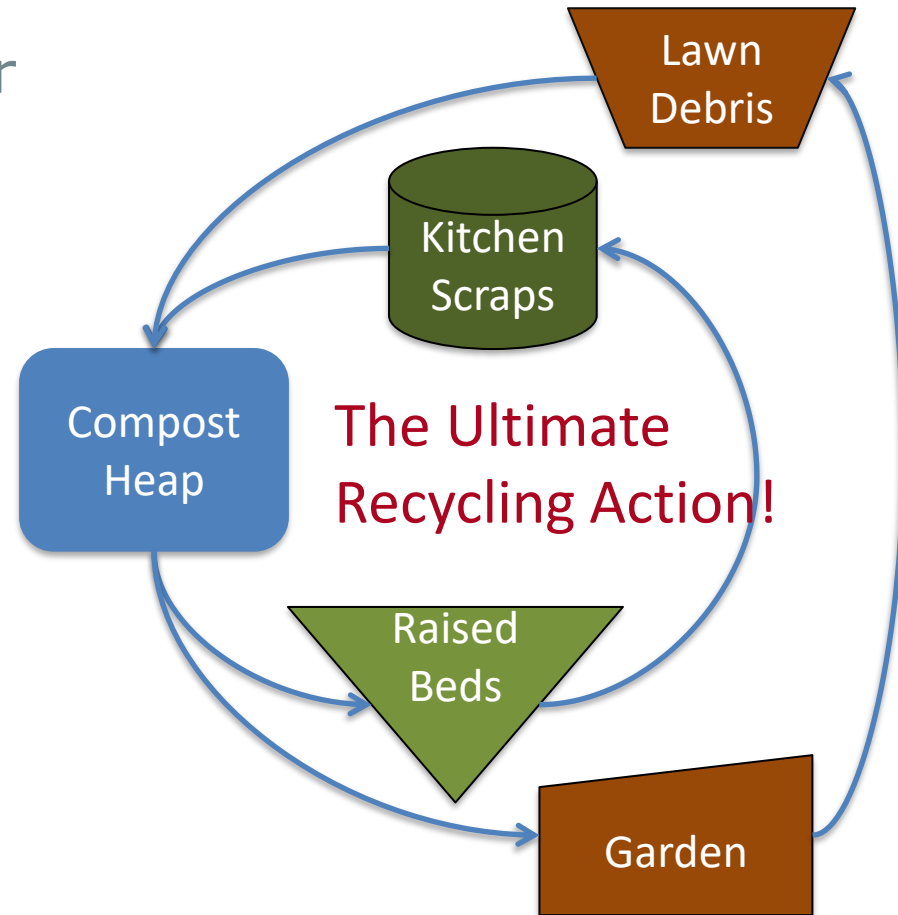 r
Lawn
Debris
Kitchen
Scraps
Compost
Heap
The Ultimate
Recycling Action!
Raised
Beds
Garden